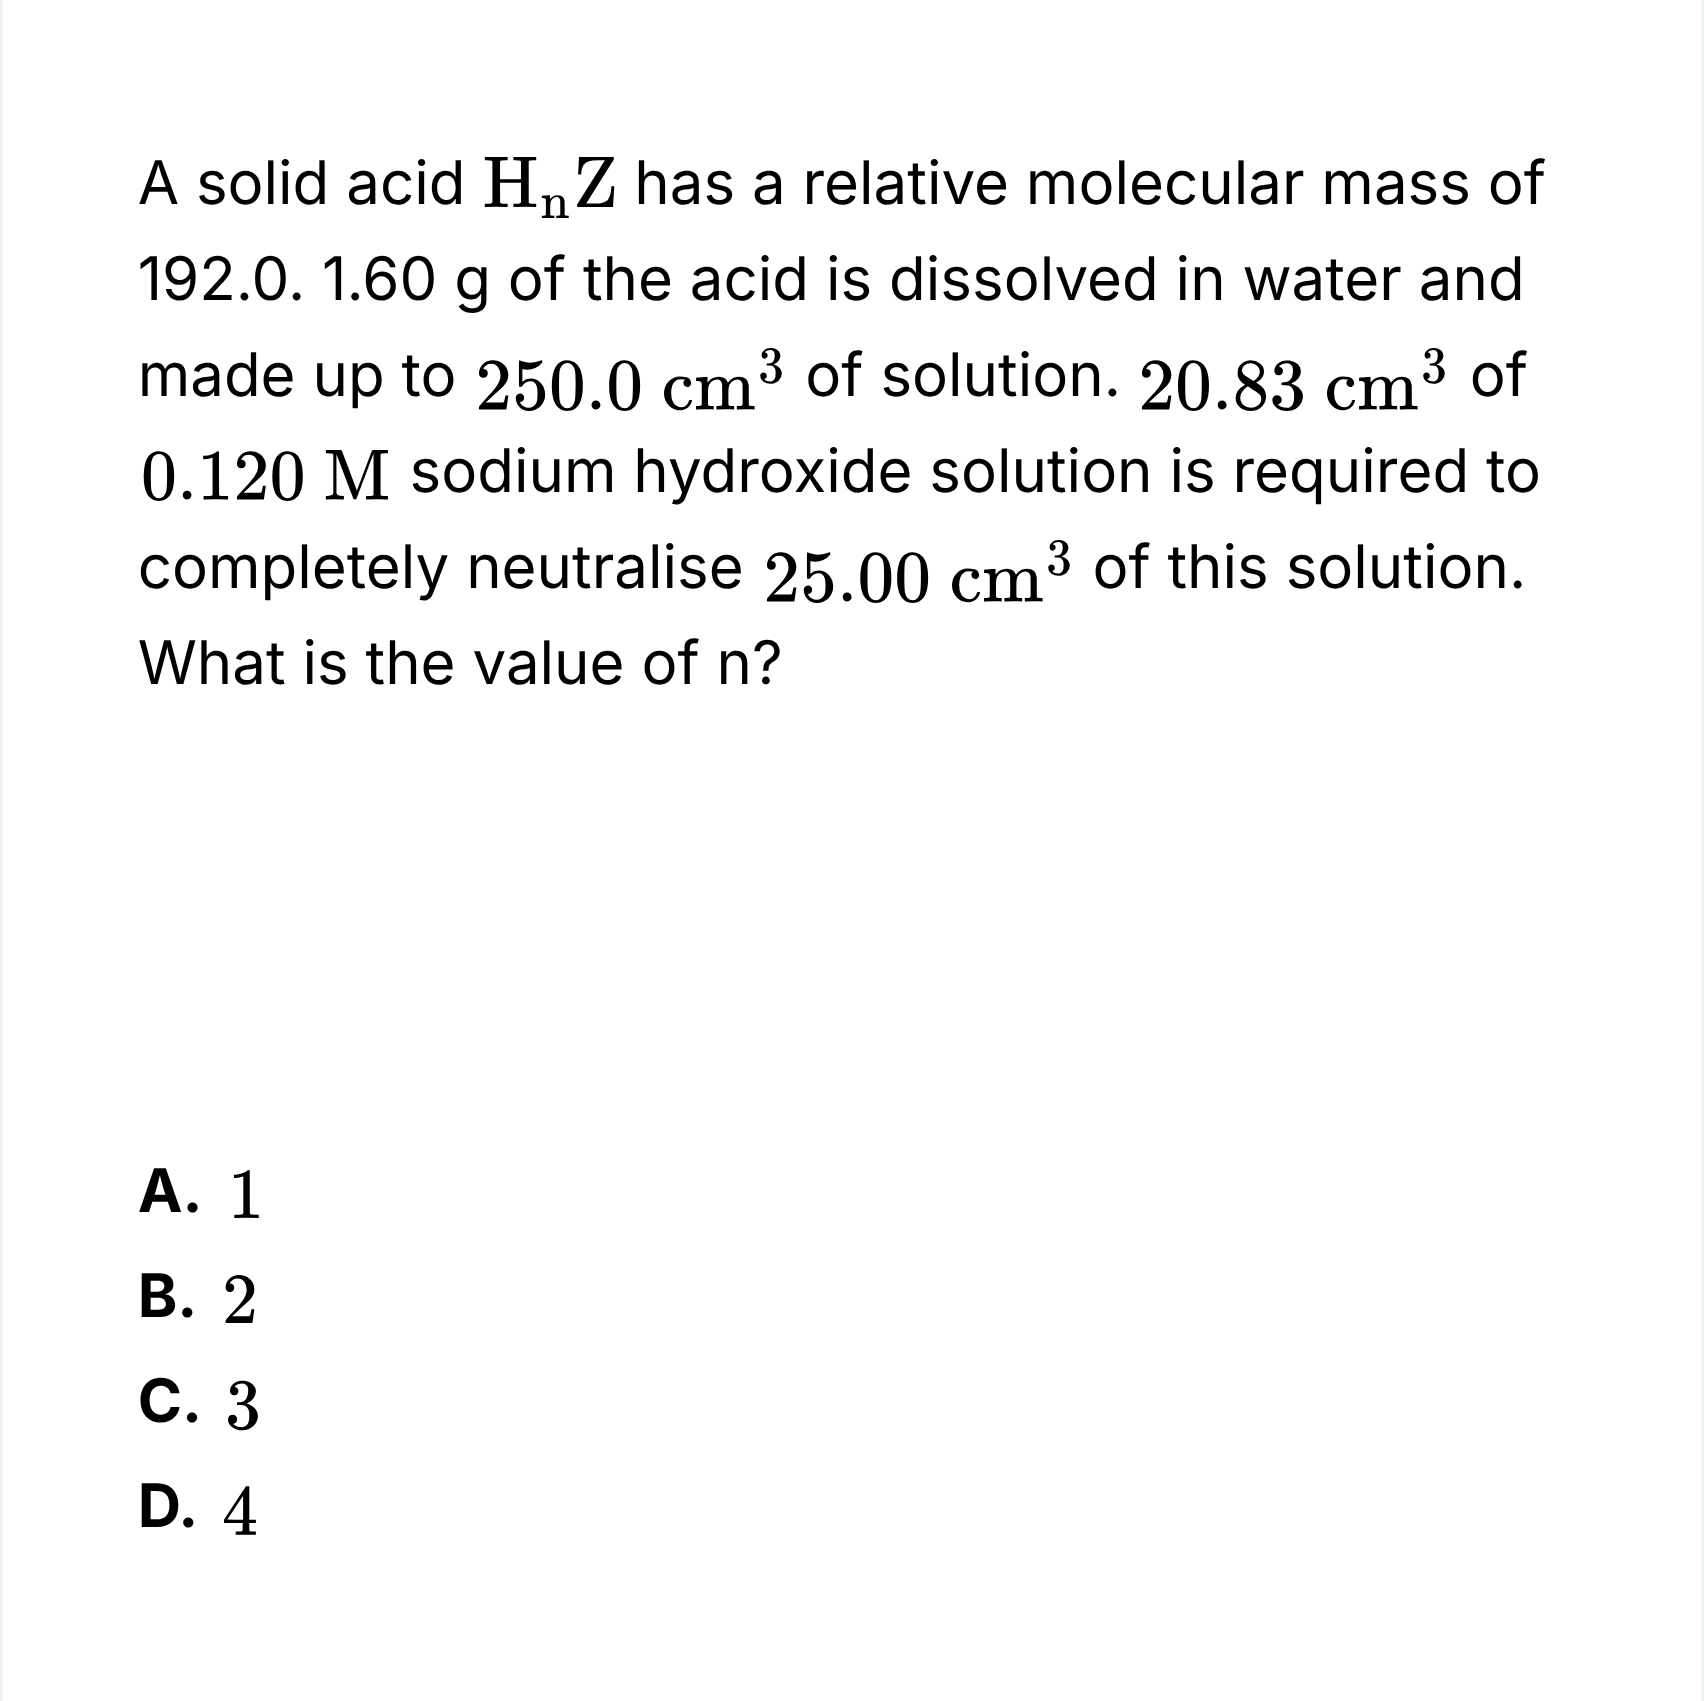 A solid acid HₙZ has a relative molecular mass of
192.0. 1.60 g of the acid is dissolved in water and
made up to 250.0 cm³ of solution. 20.83 cm³ of
0.120 M sodium hydroxide solution is required to
completely neutralise 25.00 cm³ of this solution.
What is the value of n?
A. 1
B. 2
C. 3
D. 4